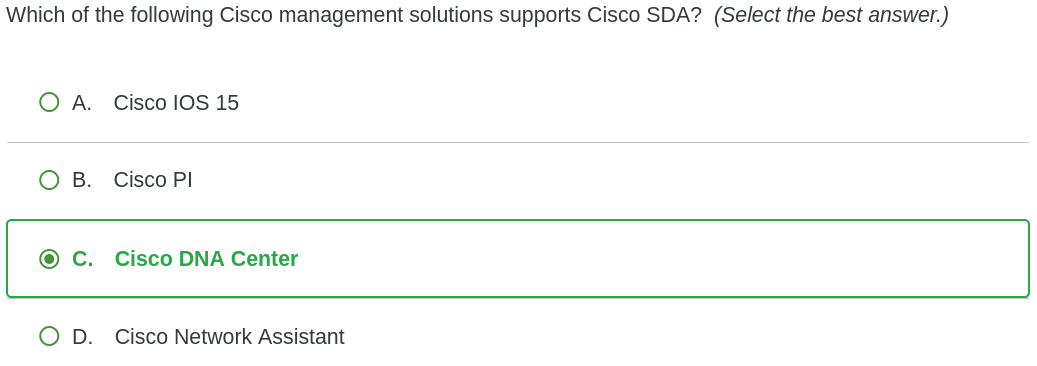 Which of the following Cisco management solutions supports Cisco SDA? (Select the best answer.)
A. Cisco IOS 15
B. Cisco PI
C. Cisco DNA Center
D. Cisco Network Assistant